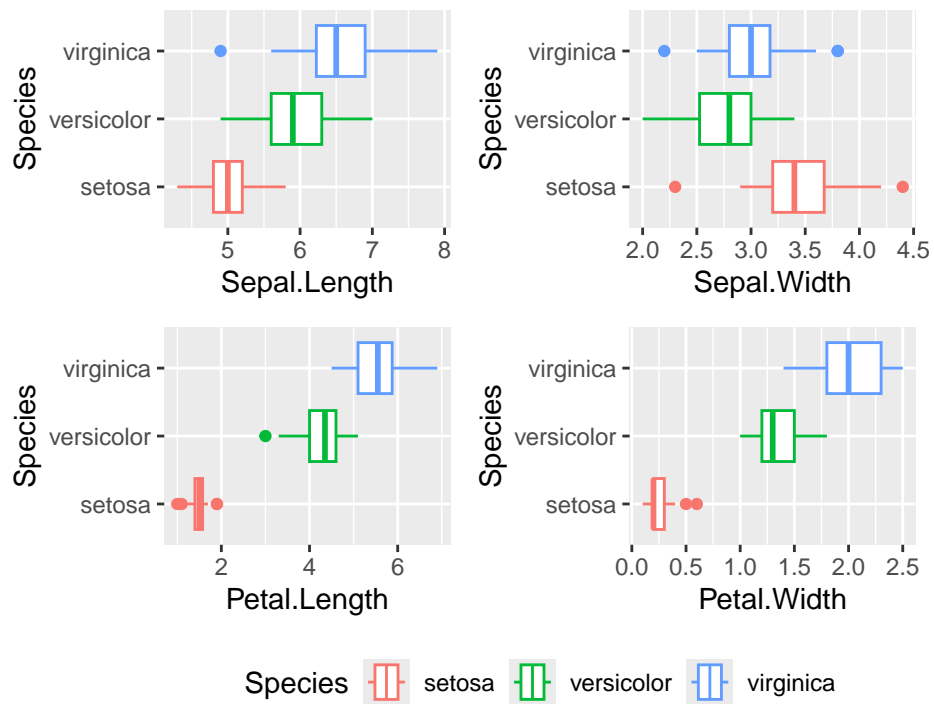 virginica
versicolor
setosa
Species
5 6 7 8
Sepal.Length
virginica
versicolor
setosa
Species
2.0 2.5 3.0 3.5 4.0 4.5
Sepal.Width
virginica
versicolor
setosa
Species
2 4 6
Petal.Length
virginica
versicolor
setosa
Species
0.0 0.5 1.0 1.5 2.0 2.5
Petal.Width
Species setosa versicolor virginica